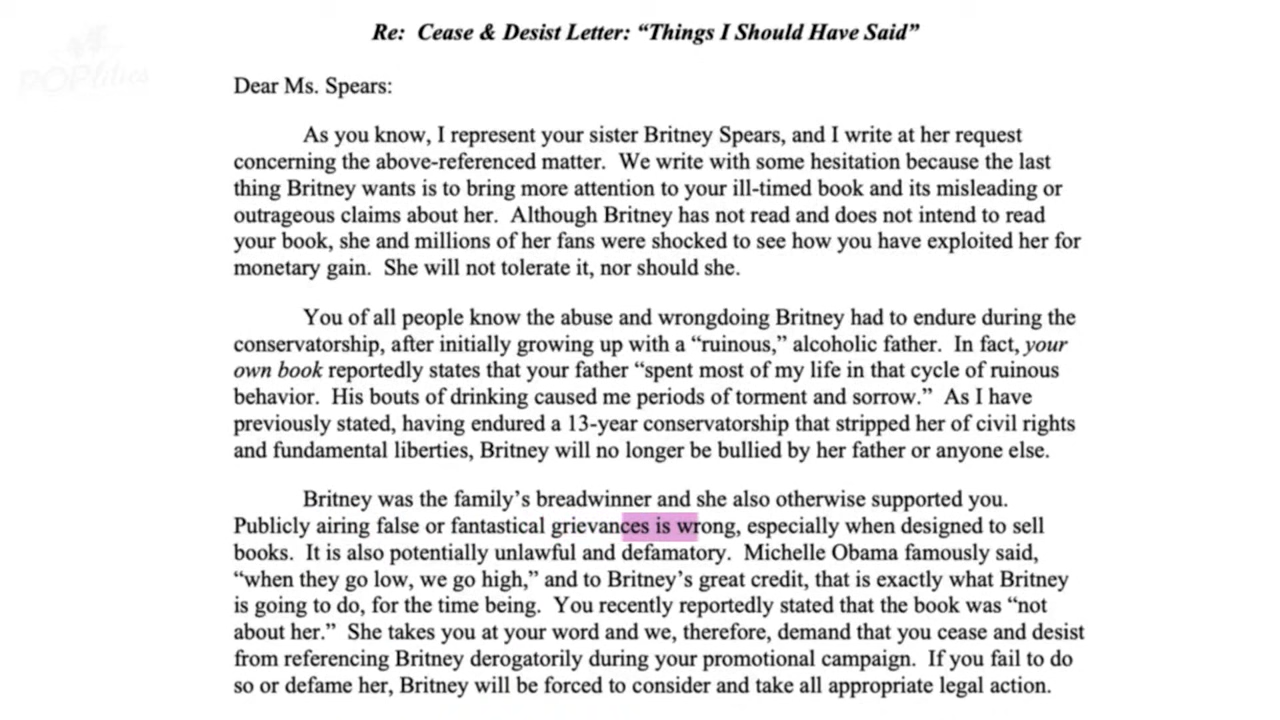 POPlitics
Re: Cease & Desist Letter: “Things I Should Have Said”
Dear Ms. Spears:
As you know, I represent your sister Britney Spears, and I write at her request
concerning the above-referenced matter. We write with some hesitation because the last
thing Britney wants is to bring more attention to your ill-timed book and its misleading or
outrageous claims about her. Although Britney has not read and does not intend to read
your book, she and millions of her fans were shocked to see how you have exploited her for
monetary gain. She will not tolerate it, nor should she.
You of all people know the abuse and wrongdoing Britney had to endure during the
conservatorship, after initially growing up with a “ruinous,” alcoholic father. In fact, your
own book reportedly states that your father “spent most of my life in that cycle of ruinous
behavior. His bouts of drinking caused me periods of torment and sorrow.” As I have
previously stated, having endured a 13-year conservatorship that stripped her of civil rights
and fundamental liberties, Britney will no longer be bullied by her father or anyone else.
Britney was the family’s breadwinner and she also otherwise supported you.
Publicly airing false or fantastical grievances is wrong, especially when designed to sell
books. It is also potentially unlawful and defamatory. Michelle Obama famously said,
“when they go low, we go high,” and to Britney’s great credit, that is exactly what Britney
is going to do, for the time being. You recently reportedly stated that the book was “not
about her.” She takes you at your word and we, therefore, demand that you cease and desist
from referencing Britney derogatorily during your promotional campaign. If you fail to do
so or defame her, Britney will be forced to consider and take all appropriate legal action.